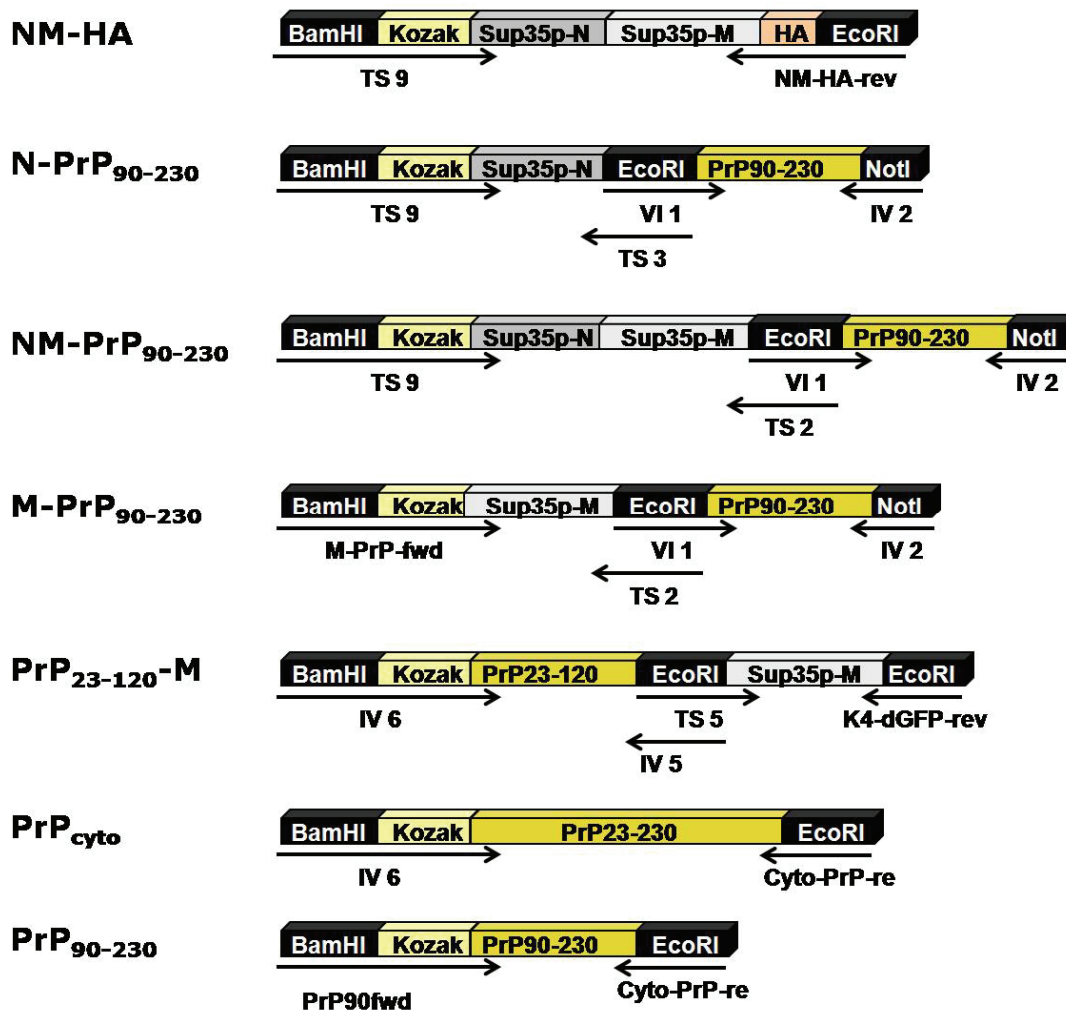 NM-HA
BamHI Kozak Sup35p-N Sup35p-M HA EcoRI
TS 9 NM-HA-rev
N-PrP90-230
BamHI Kozak Sup35p-N EcoRI PrP90-230 NotI
TS 9 VI 1 IV 2
TS 3
NM-PrP90-230
BamHI Kozak Sup35p-N Sup35p-M EcoRI PrP90-230 NotI
TS 9 VI 1 IV 2
TS 2
M-PrP90-230
BamHI Kozak Sup35p-M EcoRI PrP90-230 NotI
M-PrP-fwd VI 1 IV 2
TS 2
PrP23-120-M
BamHI Kozak PrP23-120 EcoRI Sup35p-M EcoRI
IV 6 TS 5 K4-dGFP-rev
IV 5
PrPcyto
BamHI Kozak PrP23-230 EcoRI
IV 6 Cyto-PrP-re
PrP90-230
BamHI Kozak PrP90-230 EcoRI
PrP90fwd Cyto-PrP-re